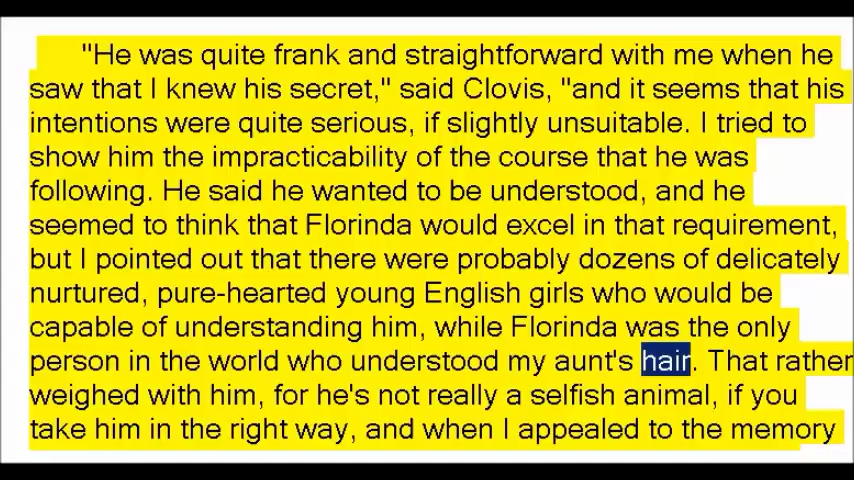 "He was quite frank and straightforward with me when he
saw that I knew his secret," said Clovis, "and it seems that his
intentions were quite serious, if slightly unsuitable. I tried to
show him the impracticability of the course that he was
following. He said he wanted to be understood, and he
seemed to think that Florinda would excel in that requirement,
but I pointed out that there were probably dozens of delicately
nurtured, pure-hearted young English girls who would be
capable of understanding him, while Florinda was the only
person in the world who understood my aunt's hair. That rather
weighed with him, for he's not really a selfish animal, if you
take him in the right way, and when I appealed to the memory